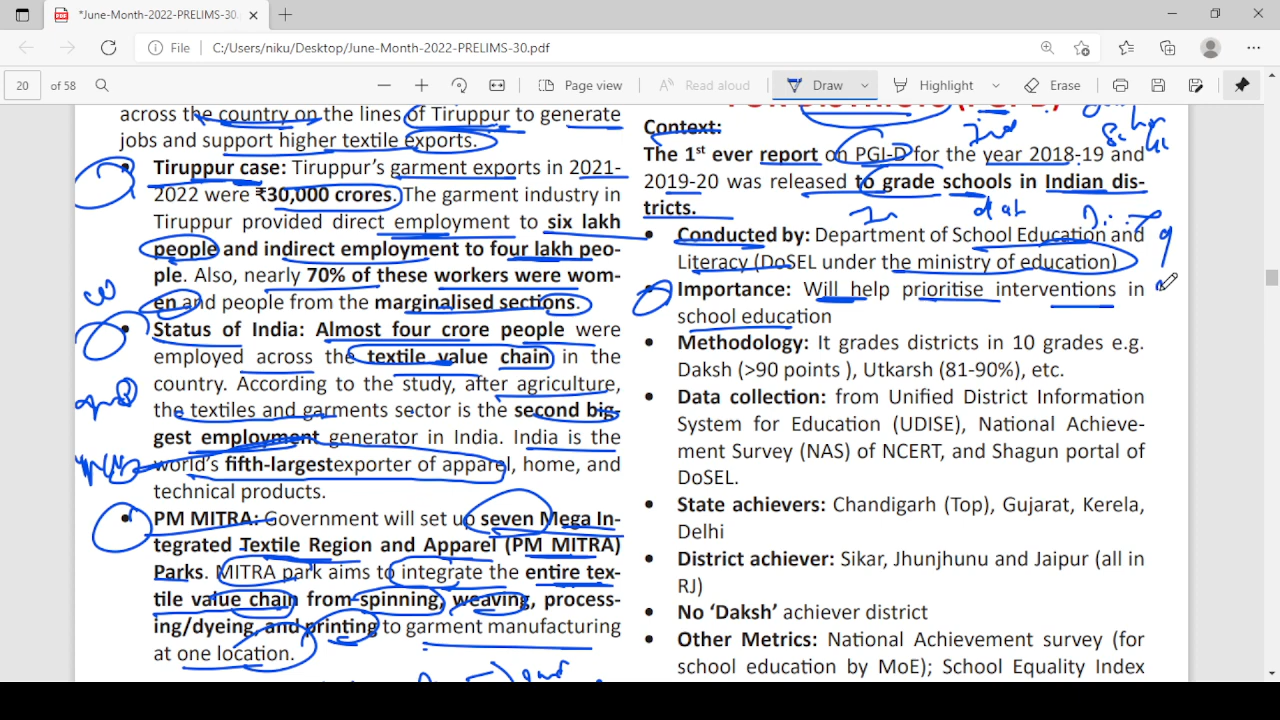 *June-Month-2022-PRELIMS-30.
File
C:/Users/niku/Desktop/June-Month-2022-PRELIMS-30.pdf
20 of 58
Page view
Read aloud
Draw
Highlight
Erase
across the country on the lines of Tiruppur to generate
jobs and support higher textile exports.
• Tiruppur case: Tiruppur's garment exports in 2021-
2022 were ₹30,000 crores. The garment industry in
Tiruppur provided direct employment to six lakh
people and indirect employment to four lakh peo-
ple. Also, nearly 70% of these workers were wom-
en and people from the marginalised sections.
• Status of India: Almost four crore people were
employed across the textile value chain in the
country. According to the study, after agriculture,
the textiles and garments sector is the second big-
gest employment generator in India. India is the
world's fifth-largestexporter of apparel, home, and
technical products.
• PM MITRA: Government will set up seven Mega In-
tegrated Textile Region and Apparel (PM MITRA)
Parks. MITRA park aims to integrate the entire tex-
tile value chain from spinning, weaving, process-
ing/dyeing, and printing to garment manufacturing
at one location.
Context:
The 1st ever report on PGI-D for the year 2018-19 and
2019-20 was released to grade schools in Indian dis-
tricts.
• Conducted by: Department of School Education and
Literacy (DoSEL under the ministry of education)
• Importance: Will help prioritise interventions in
school education
• Methodology: It grades districts in 10 grades e.g.
Daksh (>90 points ), Utkarsh (81-90%), etc.
• Data collection: from Unified District Information
System for Education (UDISE), National Achieve-
ment Survey (NAS) of NCERT, and Shagun portal of
DoSEL.
• State achievers: Chandigarh (Top), Gujarat, Kerela,
Delhi
• District achiever: Sikar, Jhunjhunu and Jaipur (all in
RJ)
• No 'Daksh' achiever district
• Other Metrics: National Achievement survey (for
school education by MoE); School Equality Index